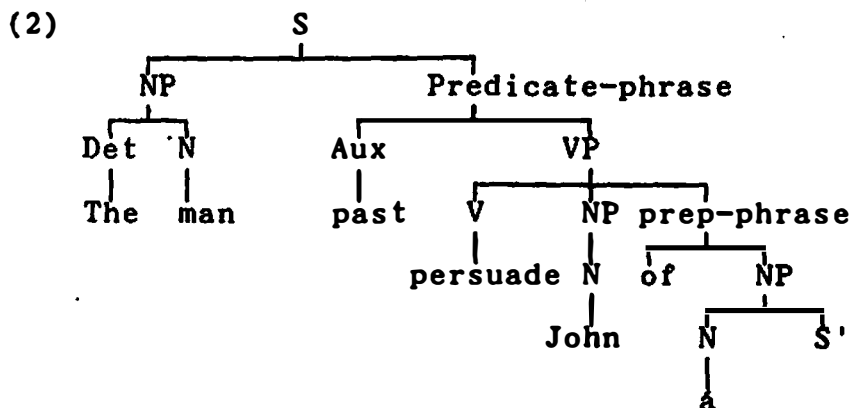 (2) S
NP Predicate-phrase
Det N Aux VP
The man past V NP prep-phrase
persuade N of NP
John N S'
á